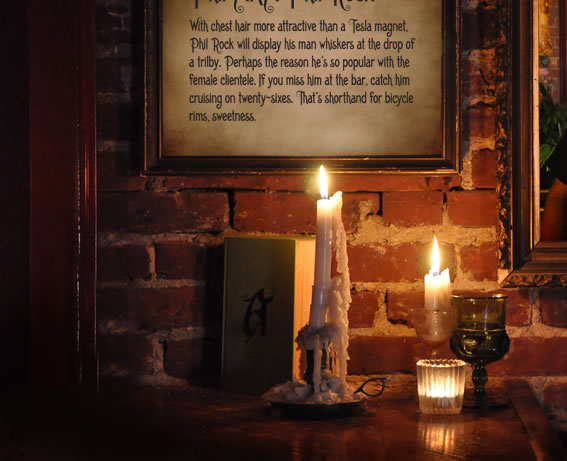 Phil Rock
With chest hair more attractive than a Tesla magnet,
Phil Rock will display his man whiskers at the drop of
a trilby. Perhaps the reason he's so popular with the
female clientele. If you miss him at the bar, catch him
cruising on twenty-sixes. That's shorthand for bicycle
rims, sweetness.